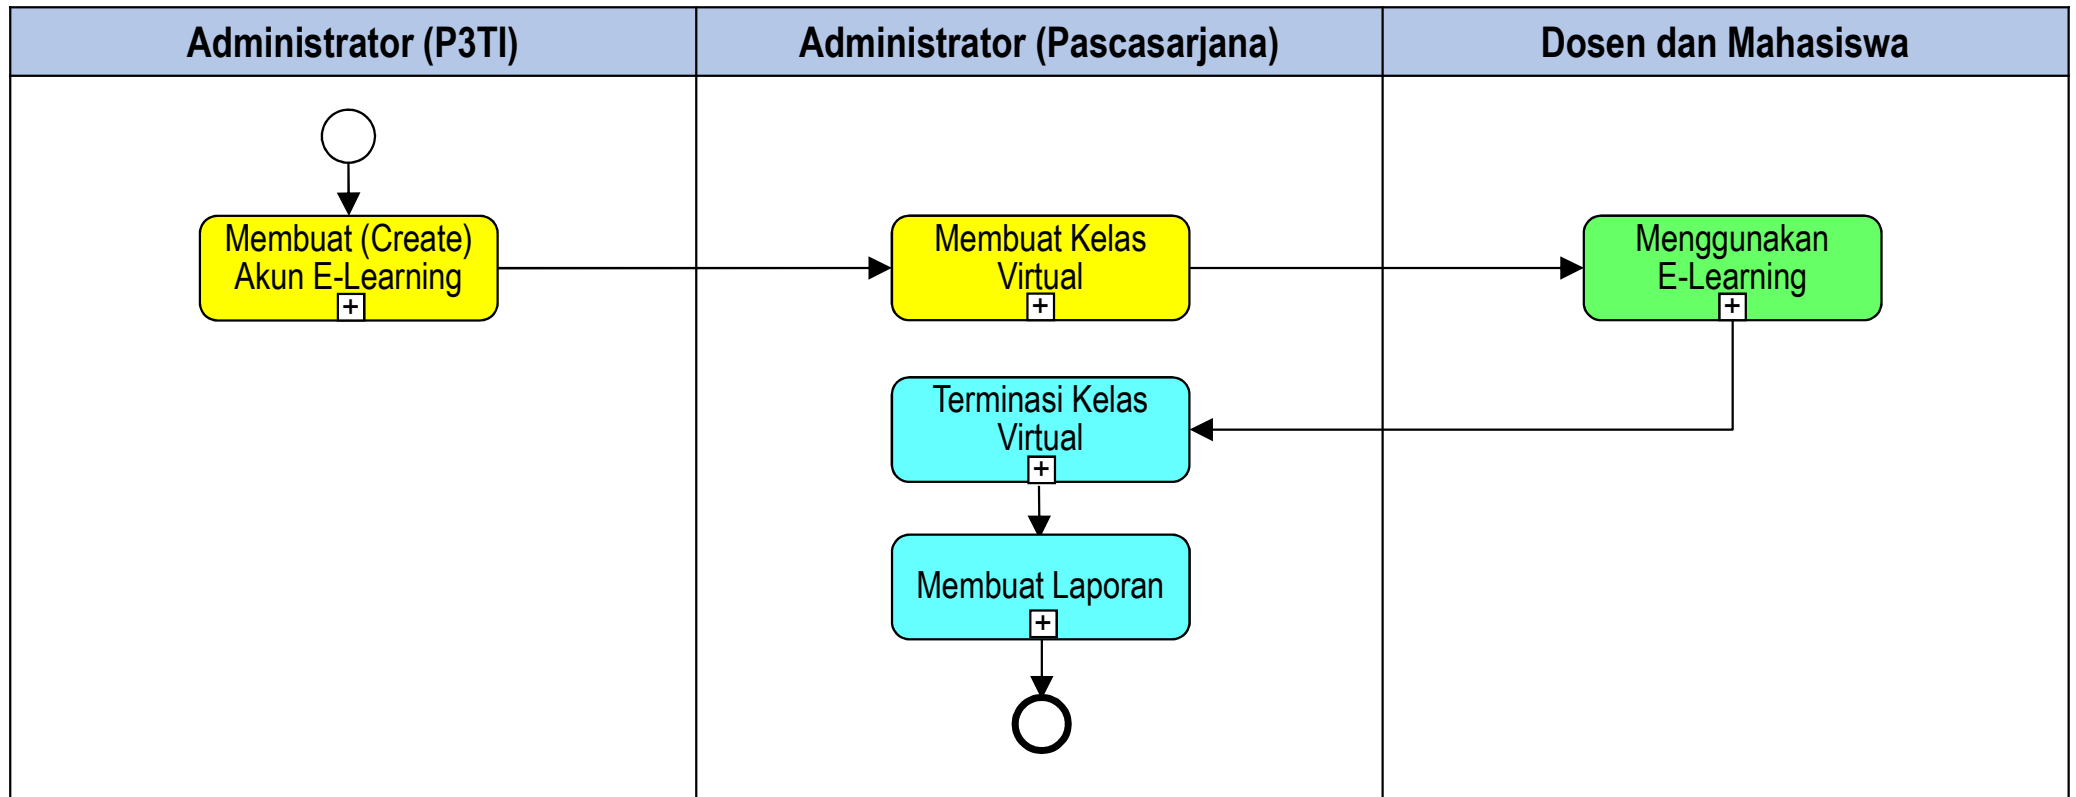 Administrator (P3TI)
Administrator (Pascasarjana)
Dosen dan Mahasiswa
Membuat (Create)
Akun E-Learning
+
Membuat Kelas
Virtual
+
Menggunakan
E-Learning
+
Terminasi Kelas
Virtual
+
Membuat Laporan
+